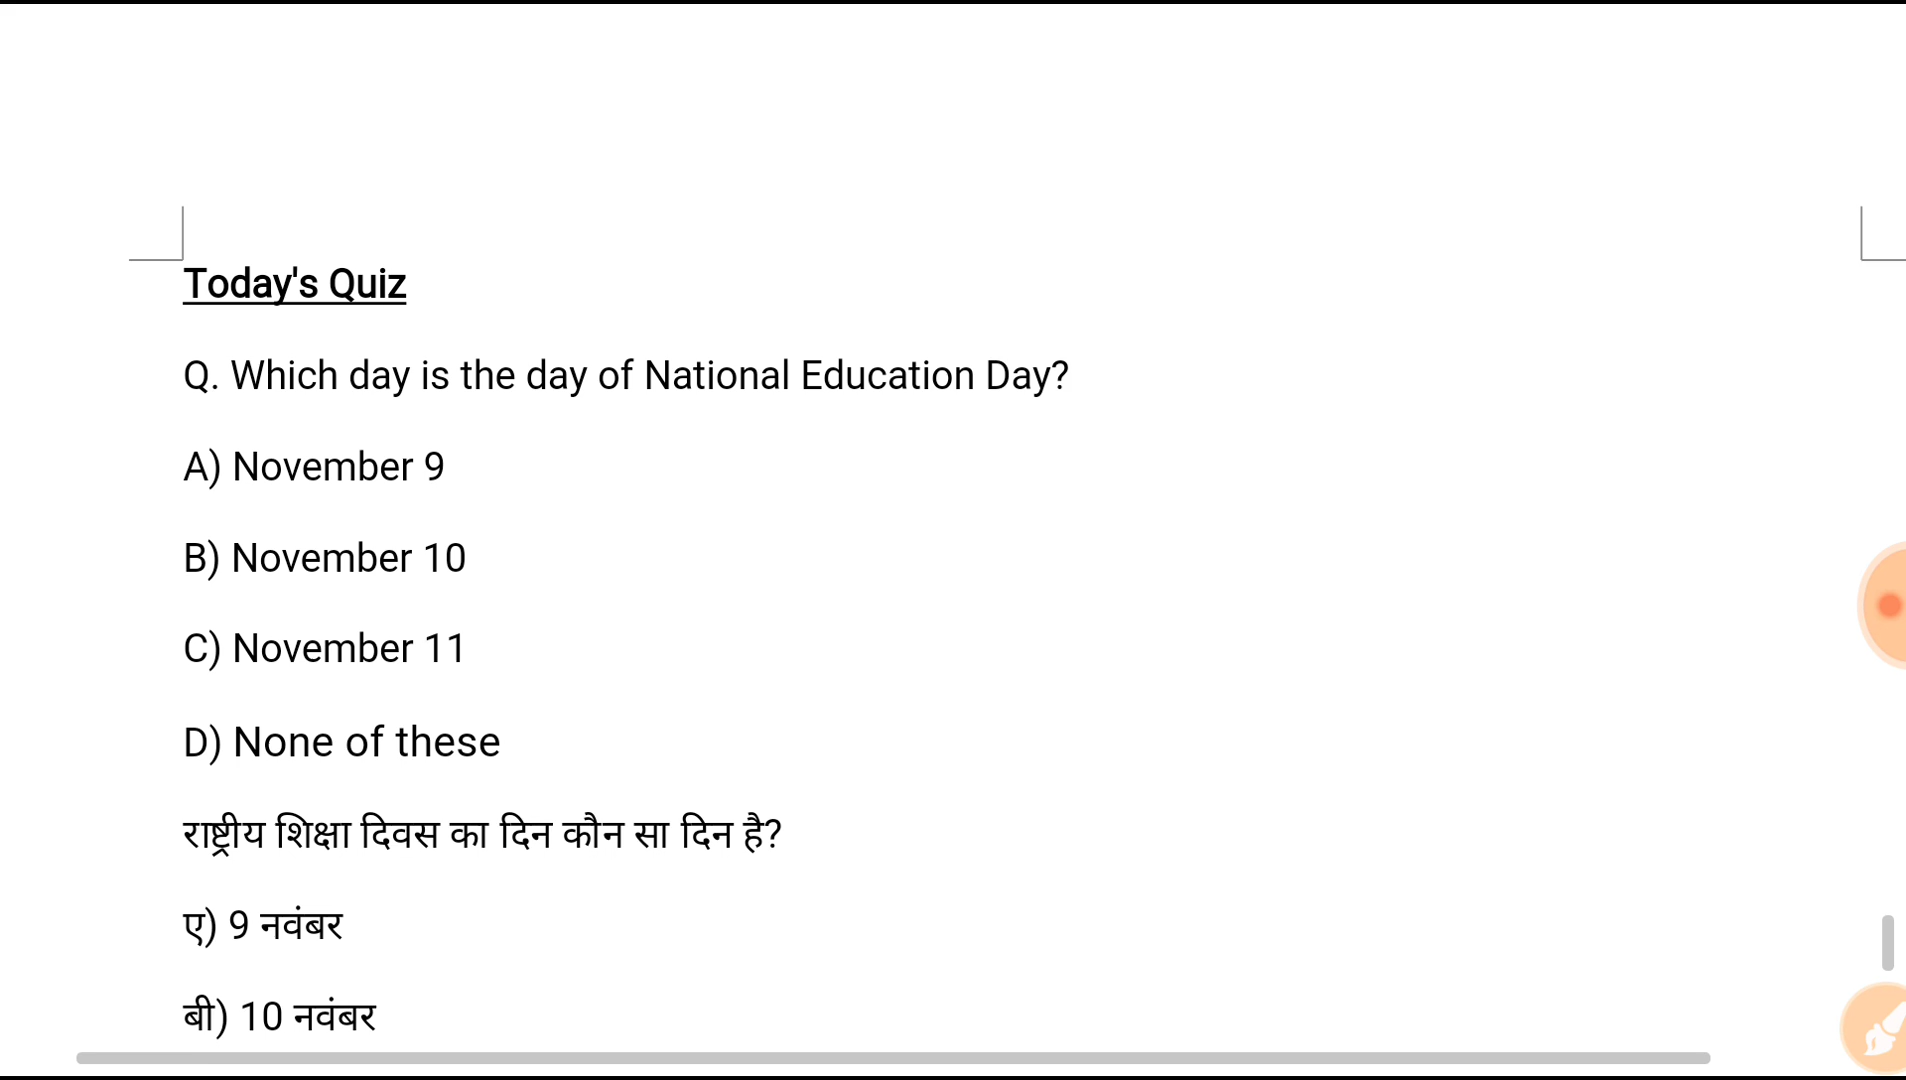 Today's Quiz
Q. Which day is the day of National Education Day?
A) November 9
B) November 10
C) November 11
D) None of these
राष्ट्रीय शिक्षा दिवस का दिन कौन सा दिन है?
ए) 9 नवंबर
बी) 10 नवंबर